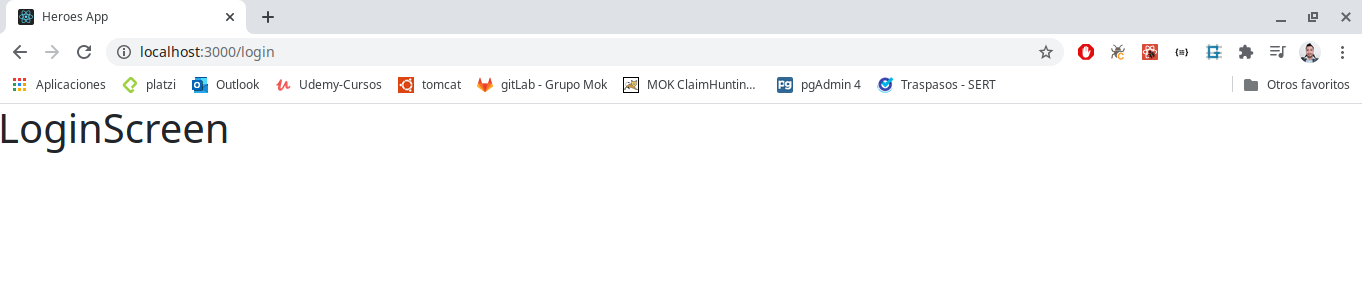 Heroes App
localhost:3000/login
Aplicaciones platzi Outlook Udemy-Cursos tomcat gitLab - Grupo Mok MOK ClaimHuntin... pgAdmin 4 Traspasos - SERT Otros favoritos
LoginScreen